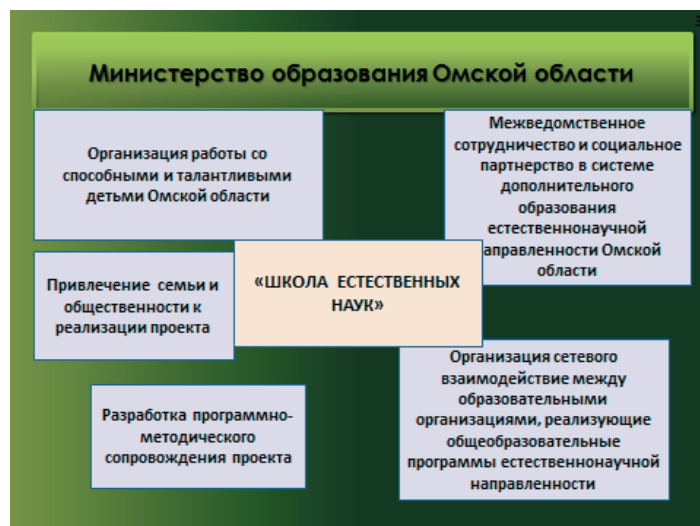 Министерство образования Омской области
Организация работы со
способными и талантливыми
детьми Омской области
Межведомственное
сотрудничество и социальное
партнерство в системе
дополнительного
образования
естественнонаучной
аправленности Омской
области
«ШКОЛА ЕСТЕСТВЕННЫХ
НАУК»
Привлечение семьи и
общественности к
реализации проекта
Разработка программно-
методического
сопровождения проекта
Организация сетевого
взаимодействие между
образовательными
организациями, реализующие
общеобразовательные
программы естественнонаучной
направленности